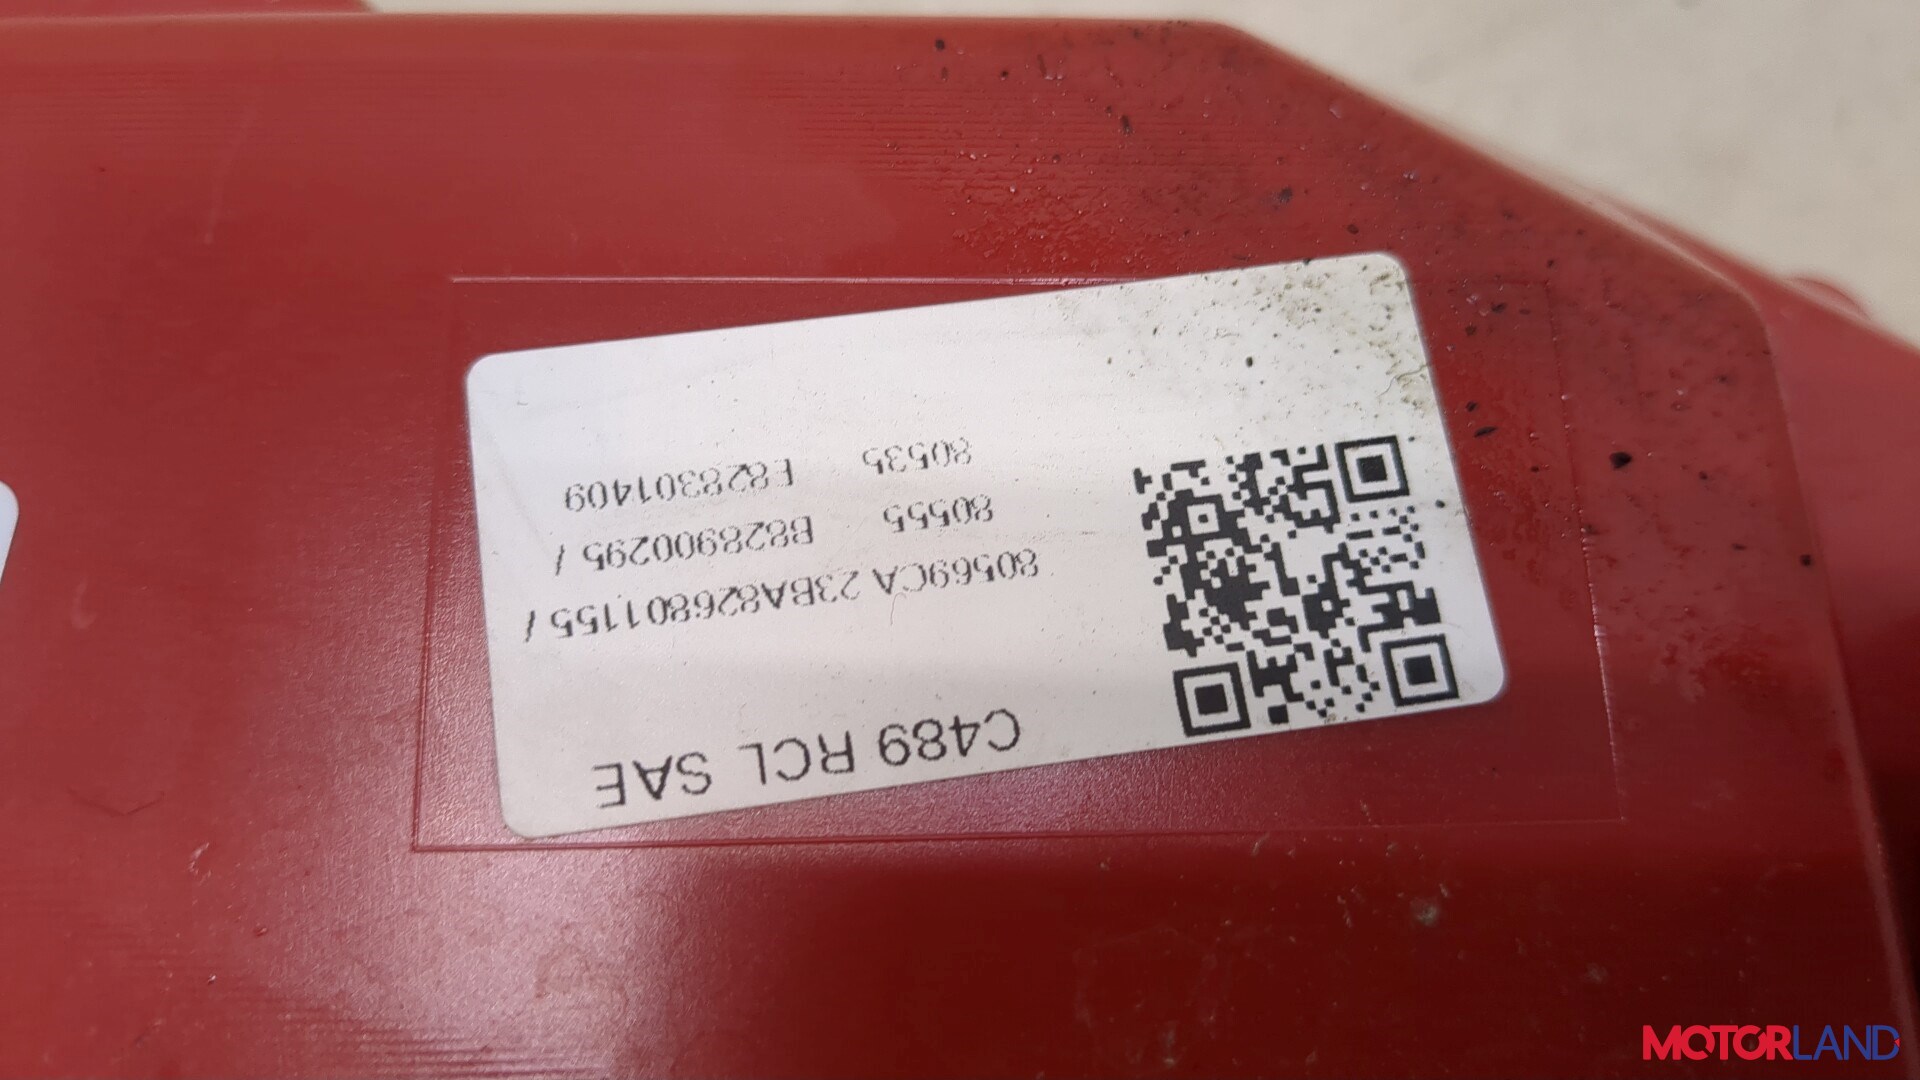 C489 RCL SAE
80569CA 23BA826801155 /
80555 B828900295 /
80535 E828301409
MOTORLAND